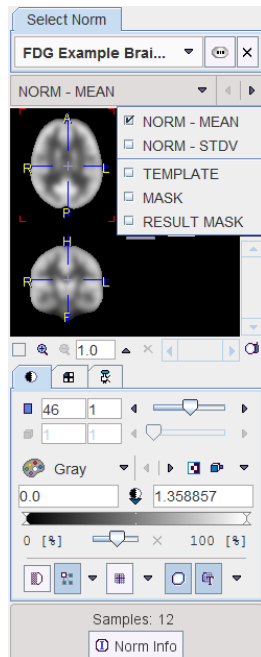 Select Norm
FDG Example Brai...
NORM - MEAN
NORM - MEAN
NORM - STDV
TEMPLATE
MASK
RESULT MASK
A
R L
P
H
R L
F
1.0
46 1
1 1
Gray
0.0 1.358857
0 [%] 100 [%]
Samples: 12
Norm Info